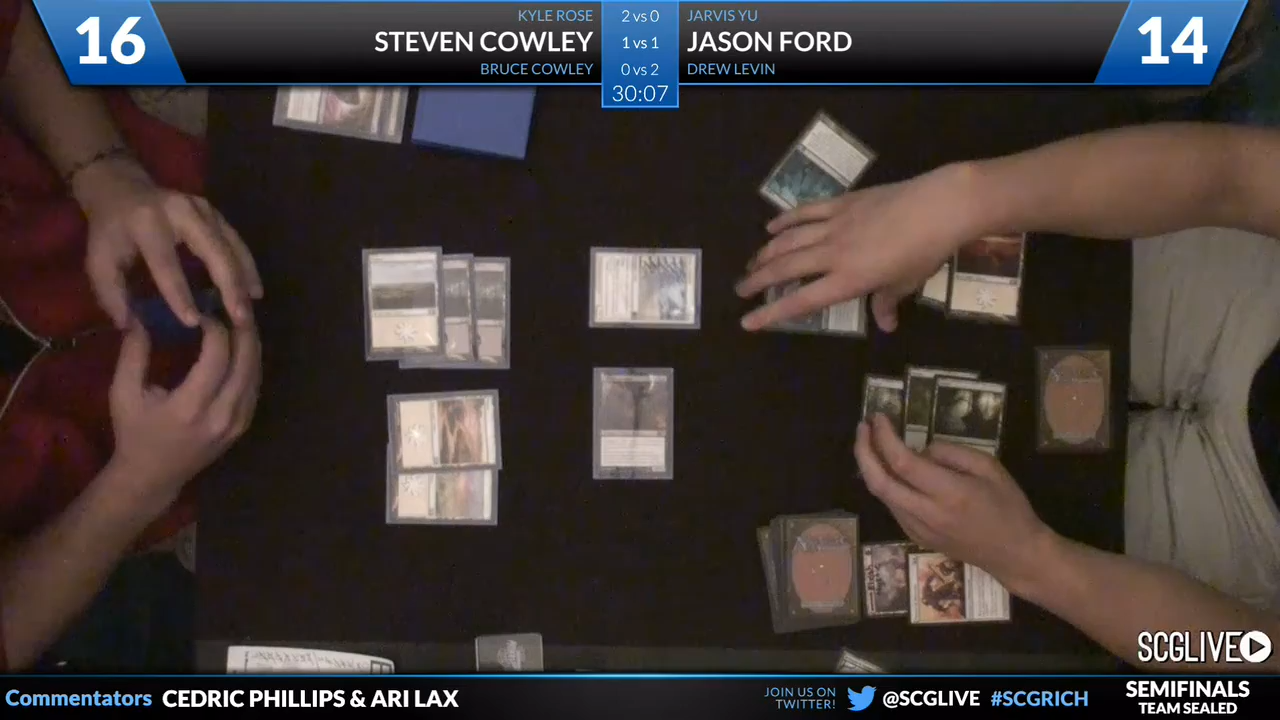 16
KYLE ROSE 2 vs 0 JARVIS YU
STEVEN COWLEY 1 vs 1 JASON FORD
BRUCE COWLEY 0 vs 2 DREW LEVIN
30:07
14
SCGLIVE
Commentators CEDRIC PHILLIPS & ARI LAX
JOIN US ON
TWITTER!
@SCGLIVE #SCGRICH
SEMIFINALS
TEAM SEALED